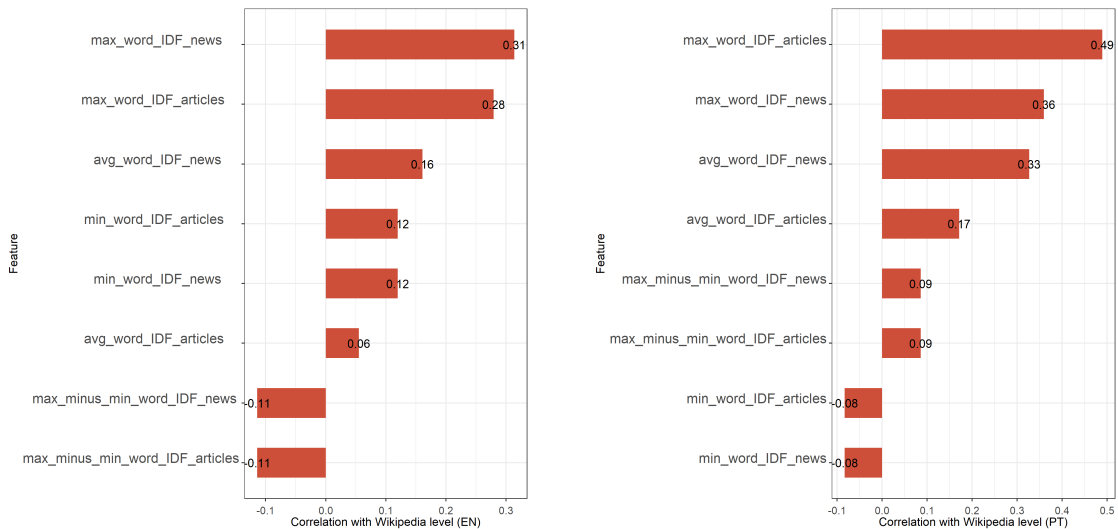 max_word_IDF_news
0.31
max_word_IDF_articles
0.28
avg_word_IDF_news
0.16
min_word_IDF_articles
0.12
min_word_IDF_news
0.12
avg_word_IDF_articles
0.06
max_minus_min_word_IDF_news
-0.11
max_minus_min_word_IDF_articles
-0.11
Feature
-0.1 0.0 0.1 0.2 0.3
Correlation with Wikipedia level (EN)
max_word_IDF_articles
0.49
max_word_IDF_news
0.36
avg_word_IDF_news
0.33
avg_word_IDF_articles
0.17
max_minus_min_word_IDF_news
0.09
max_minus_min_word_IDF_articles
0.09
min_word_IDF_articles
-0.08
min_word_IDF_news
-0.08
Feature
-0.1 0.0 0.1 0.2 0.3 0.4 0.5
Correlation with Wikipedia level (PT)